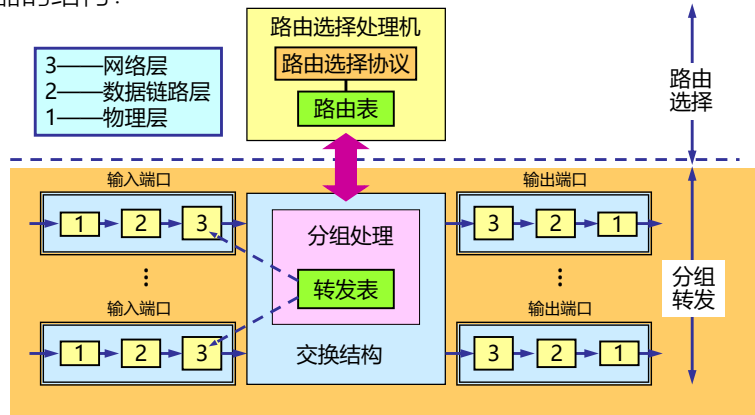 器的结构：
路由选择处理机
路由选择协议
路由表
3——网络层
2——数据链路层
1——物理层
路由
选择
输入端口
1 2 3
输出端口
3 2 1
分组处理
转发表
交换结构
⋮
⋮
输入端口
1 2 3
输出端口
3 2 1
分组
转发